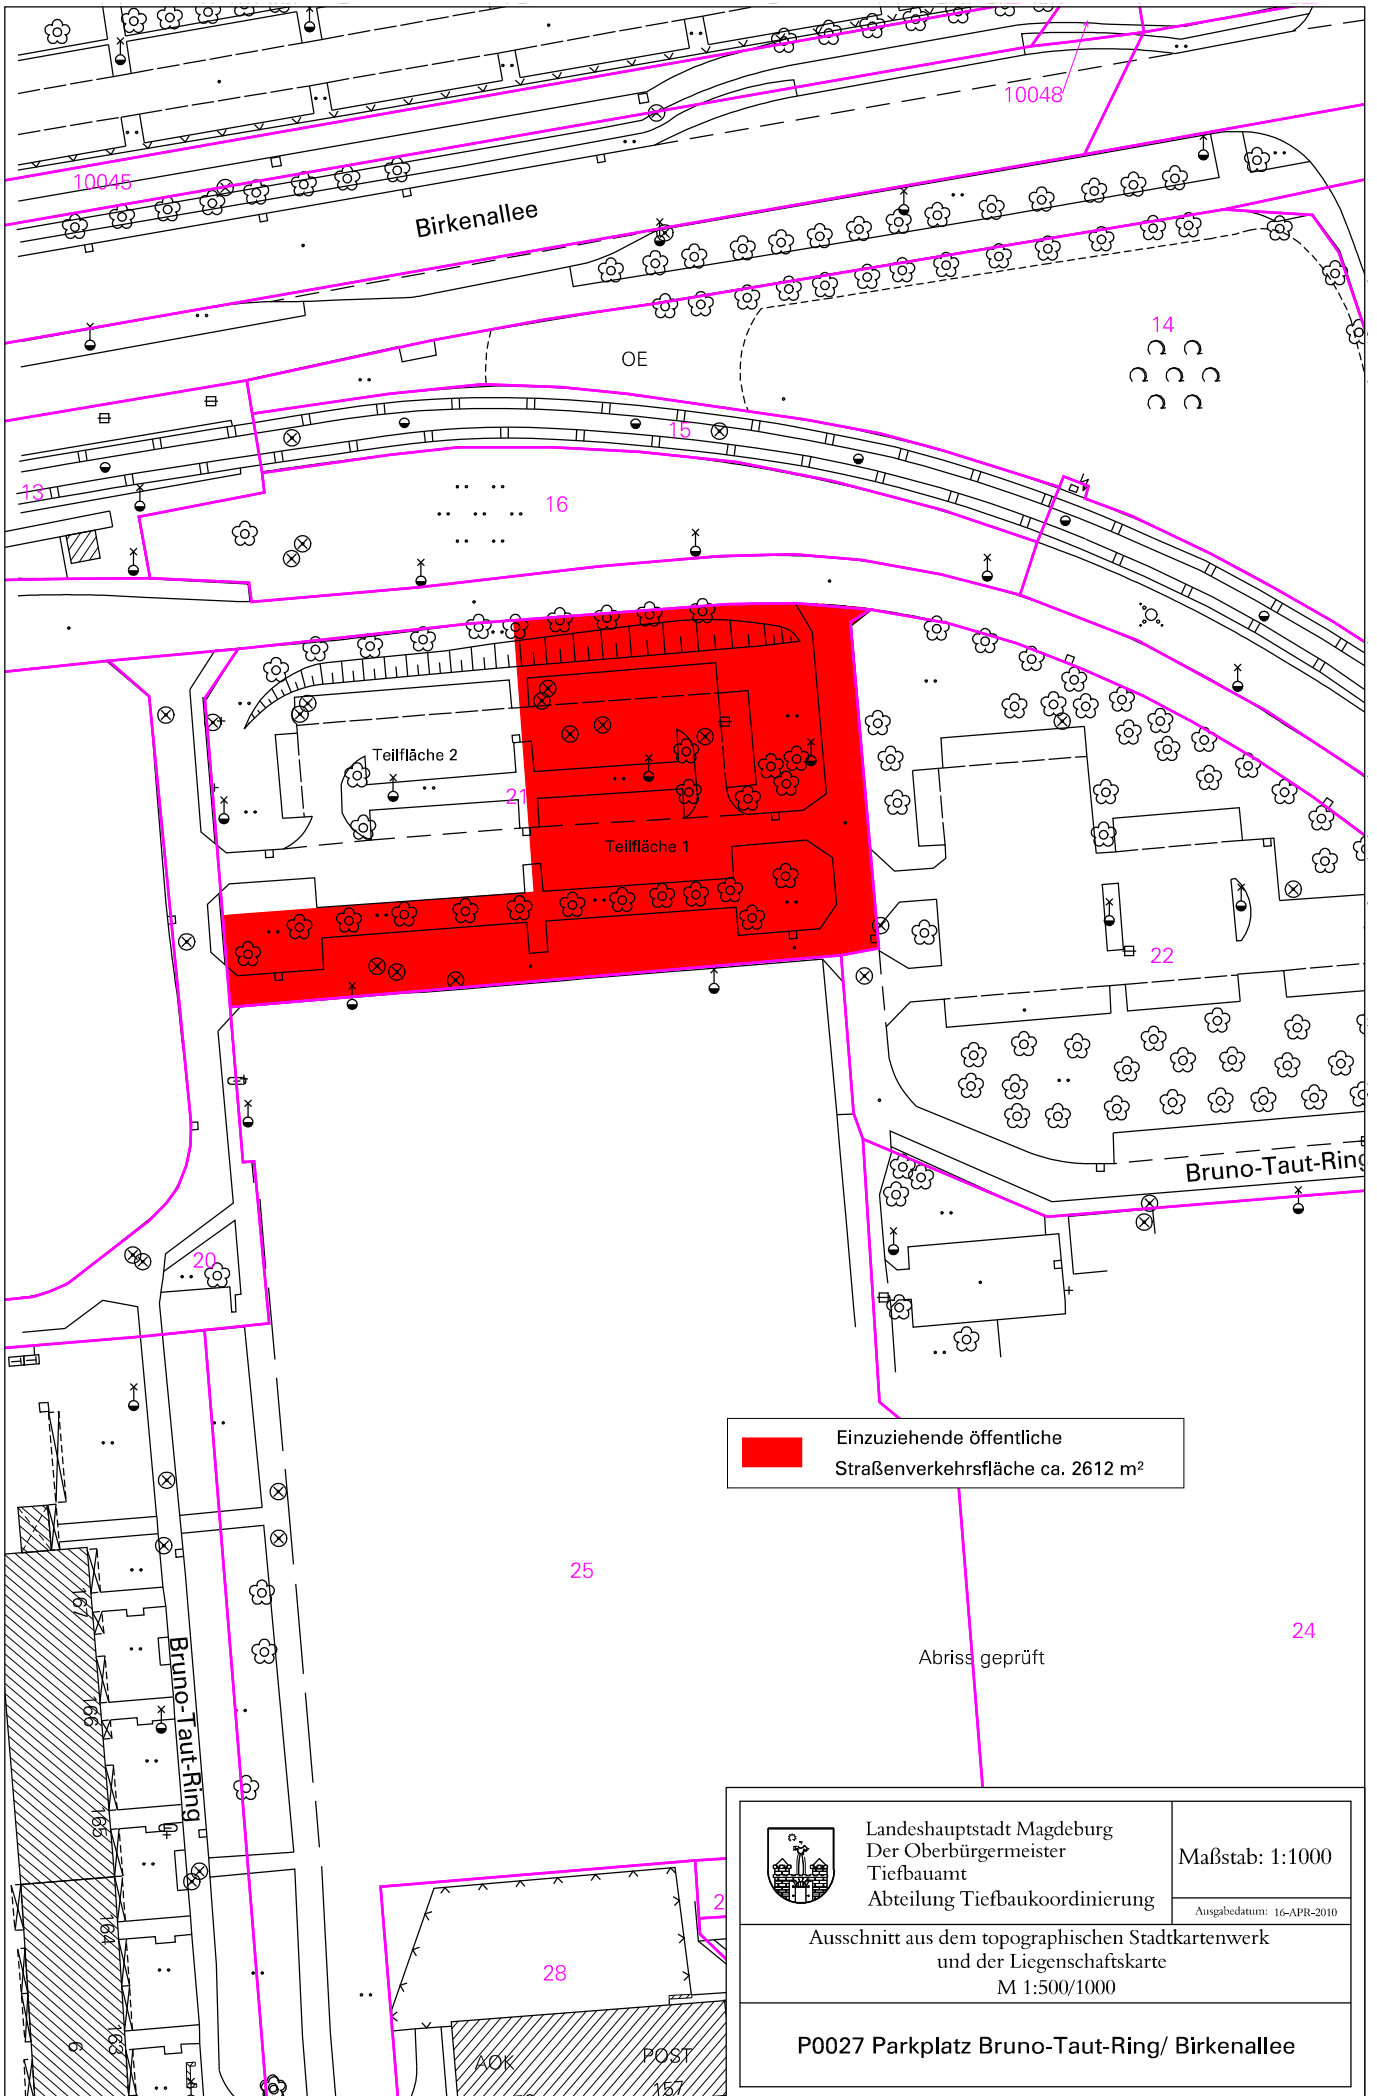 10048
10045
Birkenallee
14
OE
15
13
16
Teilfläche 2
21
Teilfläche 1
22
Bruno-Taut-Ring
20
Einzuziehende öffentliche
Straßenverkehrsfläche ca. 2612 m²
25
24
Abriss geprüft
167
166
165
164
163
6
Bruno-Taut-Ring
28
2
AOK
POST
157
Landeshauptstadt Magdeburg
Der Oberbürgermeister
Tiefbauamt
Abteilung Tiefbaukoordinierung
Maßstab: 1:1000
Ausgabedatum: 16-APR-2010
Ausschnitt aus dem topographischen Stadtkartenwerk
und der Liegenschaftskarte
M 1:500/1000
P0027 Parkplatz Bruno-Taut-Ring/ Birkenallee